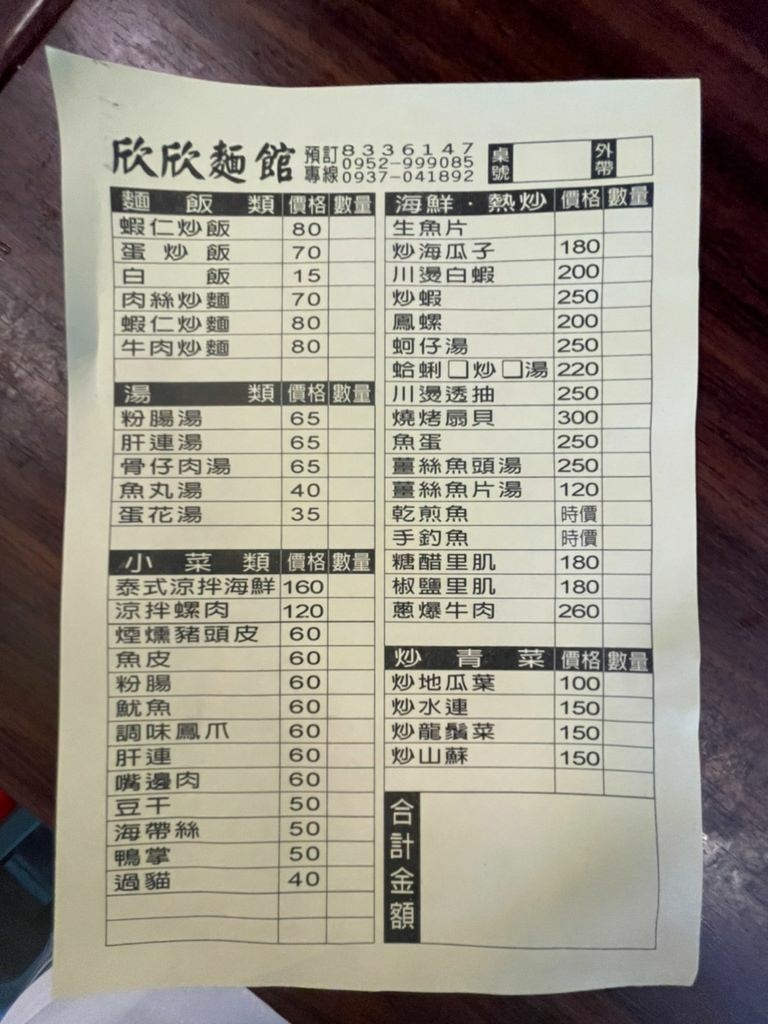 欣欣麵館 預訂專線 8336147
0952-999085
0937-041892
桌號 外帶
麵飯類 價格 數量
蝦仁炒飯 80
蛋炒飯 70
白飯 15
肉絲炒麵 70
蝦仁炒麵 80
牛肉炒麵 80
湯類 價格 數量
粉腸湯 65
肝連湯 65
骨仔肉湯 65
魚丸湯 40
蛋花湯 35
小菜類 價格 數量
泰式涼拌海鮮 160
涼拌螺肉 120
煙燻豬頭皮 60
魚皮 60
粉腸 60
魷魚 60
調味鳳爪 60
肝連 60
嘴邊肉 60
豆干 50
海帶絲 50
鴨掌 50
過貓 40
海鮮·熱炒 價格 數量
生魚片
炒海瓜子 180
川燙白蝦 200
炒蝦 250
鳳螺 200
蚵仔湯 250
蛤蜊□炒□湯 220
川燙透抽 250
燒烤扇貝 300
魚蛋 250
薑絲魚頭湯 250
薑絲魚片湯 120
乾煎魚 時價
手釣魚 時價
糖醋里肌 180
椒鹽里肌 180
蔥爆牛肉 260
炒青菜 價格 數量
炒地瓜葉 100
炒水連 150
炒龍鬚菜 150
炒山蘇 150
合計金額